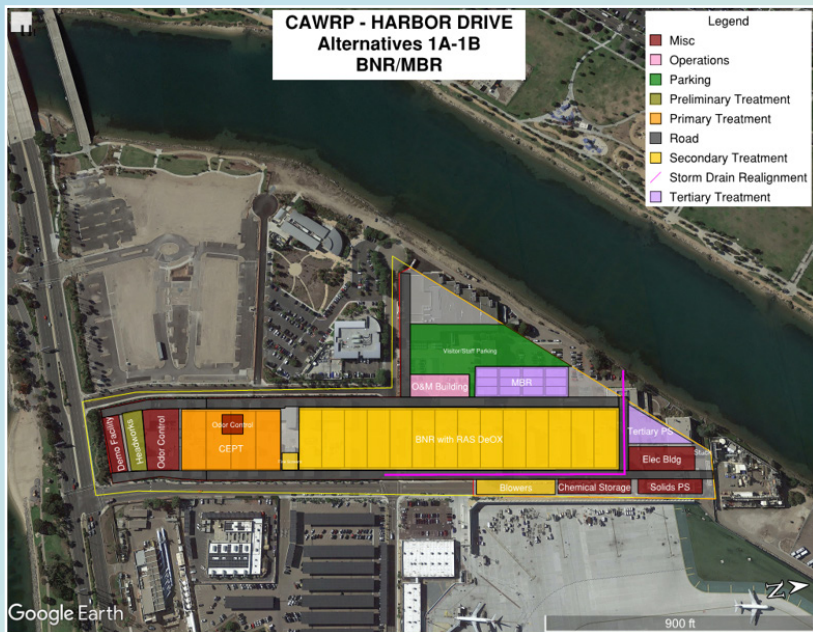 CAWRP - HARBOR DRIVE
Alternatives 1A-1B
BNR/MBR
Legend
Misc
Operations
Parking
Preliminary Treatment
Primary Treatment
Road
Secondary Treatment
Storm Drain Realignment
Tertiary Treatment
Visitor/Staff Parking
O&M Building
MBR
Demo Facility
Headworks
Odor Control
Odor Control
CEPT
BNR with RAS DeOX
Tertiary PS
Elec Bldg
Blowers
Chemical Storage
Solids PS
N
Google Earth
900 ft